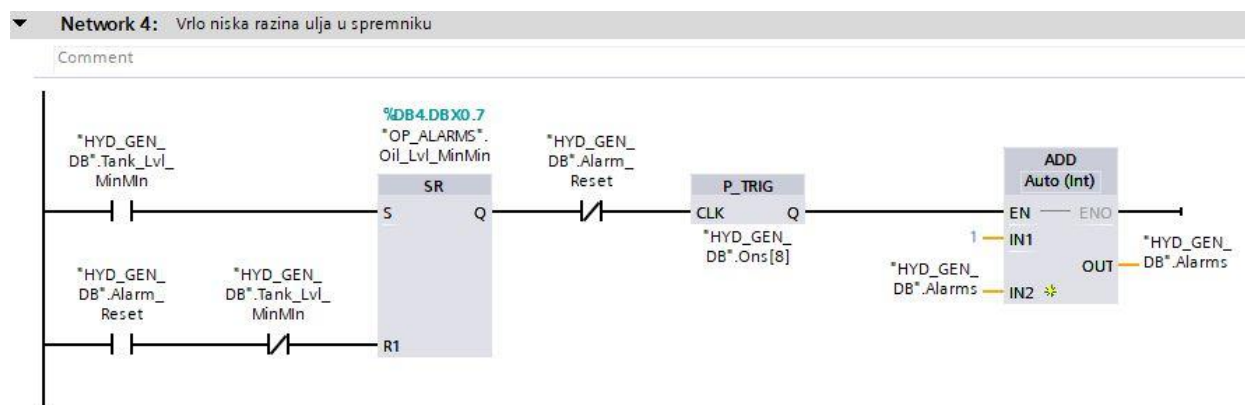 Network 4: Vrlo niska razina ulja u spremniku
Comment
"HYD_GEN_
DB".Tank_Lvl_
MinMIn
%DB4.DBX0.7
"OP_ALARMS".
Oil_Lvl_MinMin
SR
S
Q
"HYD_GEN_
DB".Alarm_
Reset
P_TRIG
CLK
Q
"HYD_GEN_
DB".Ons[8]
ADD
Auto (Int)
EN
ENO
1
IN1
"HYD_GEN_
DB".Alarms
IN2
OUT
"HYD_GEN_
DB".Alarms
"HYD_GEN_
DB".Alarm_
Reset
"HYD_GEN_
DB".Tank_Lvl_
MinMIn
R1